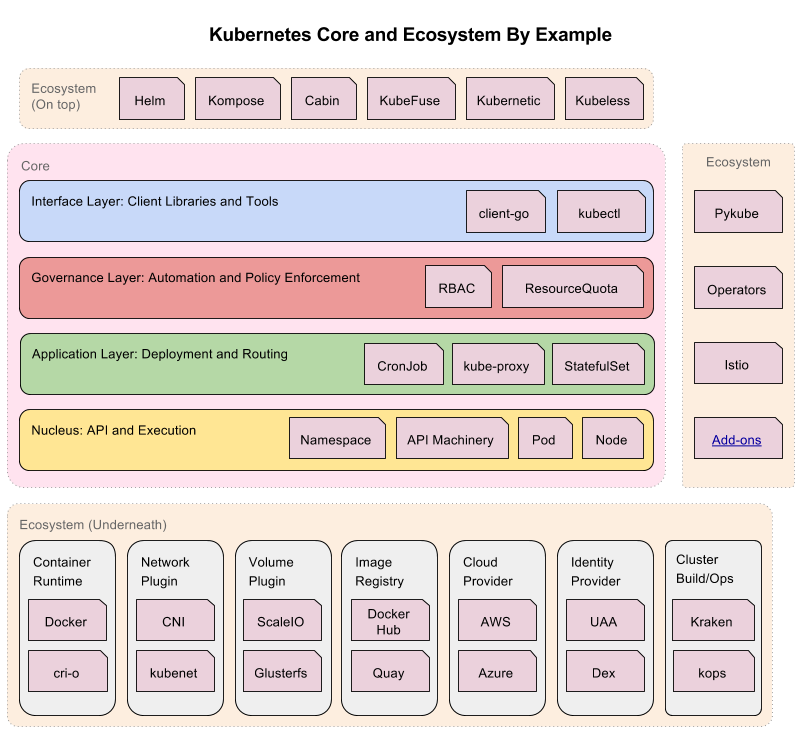 Kubernetes Core and Ecosystem By Example
Ecosystem
(On top)
Helm
Kompose
Cabin
KubeFuse
Kubernetic
Kubeless
Core
Interface Layer: Client Libraries and Tools
client-go
kubectl
Governance Layer: Automation and Policy Enforcement
RBAC
ResourceQuota
Application Layer: Deployment and Routing
CronJob
kube-proxy
StatefulSet
Nucleus: API and Execution
Namespace
API Machinery
Pod
Node
Ecosystem
Pykube
Operators
Istio
Add-ons
Ecosystem (Underneath)
Container
Runtime
Docker
cri-o
Network
Plugin
CNI
kubenet
Volume
Plugin
ScaleIO
Glusterfs
Image
Registry
Docker
Hub
Quay
Cloud
Provider
AWS
Azure
Identity
Provider
UAA
Dex
Cluster
Build/Ops
Kraken
kops